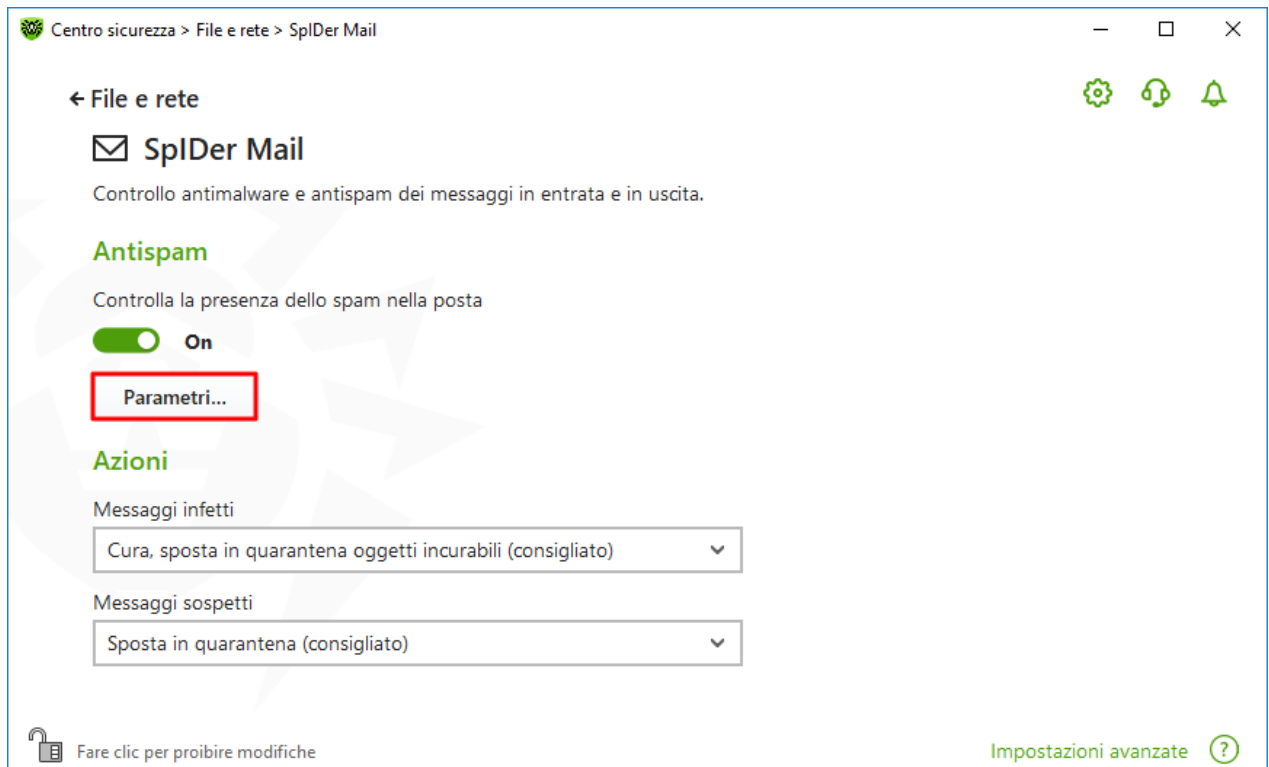 Centro sicurezza > File e rete > SpIDer Mail
File e rete
SpIDer Mail
Controllo antimalware e antispam dei messaggi in entrata e in uscita.
Antispam
Controlla la presenza dello spam nella posta
On
Parametri...
Azioni
Messaggi infetti
Cura, sposta in quarantena oggetti incurabili (consigliato)
Messaggi sospetti
Sposta in quarantena (consigliato)
Fare clic per proibire modifiche
Impostazioni avanzate ?